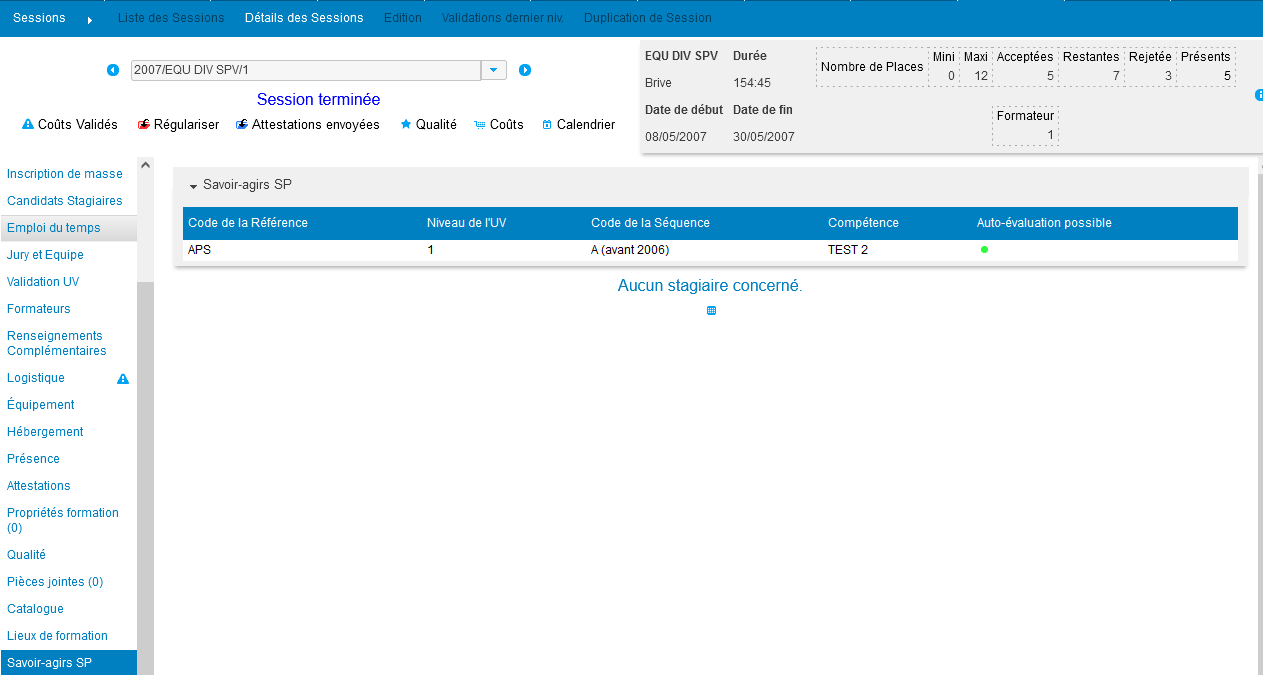 Sessions Liste des Sessions Détails des Sessions Edition Validations dernier niv. Duplication de Session
2007/EQU DIV SPV/1
Session terminée
Coûts Validés Régulariser Attestations envoyées Qualité Coûts Calendrier
EQU DIV SPV Durée
Brive 154:45
Date de début Date de fin
08/05/2007 30/05/2007
Nombre de Places Mini Maxi Acceptées Restantes Rejetée Présents
0 12 5 7 3 5
Formateur
1
Inscription de masse
Candidats Stagiaires
Emploi du temps
Jury et Equipe
Validation UV
Formateurs
Renseignements
Complémentaires
Logistique
Équipement
Hébergement
Présence
Attestations
Propriétés formation
(0)
Qualité
Pièces jointes (0)
Catalogue
Lieux de formation
Savoir-agirs SP
Savoir-agirs SP
Code de la Référence Niveau de l'UV Code de la Séquence Compétence Auto-évaluation possible
APS 1 A (avant 2006) TEST 2
Aucun stagiaire concerné.